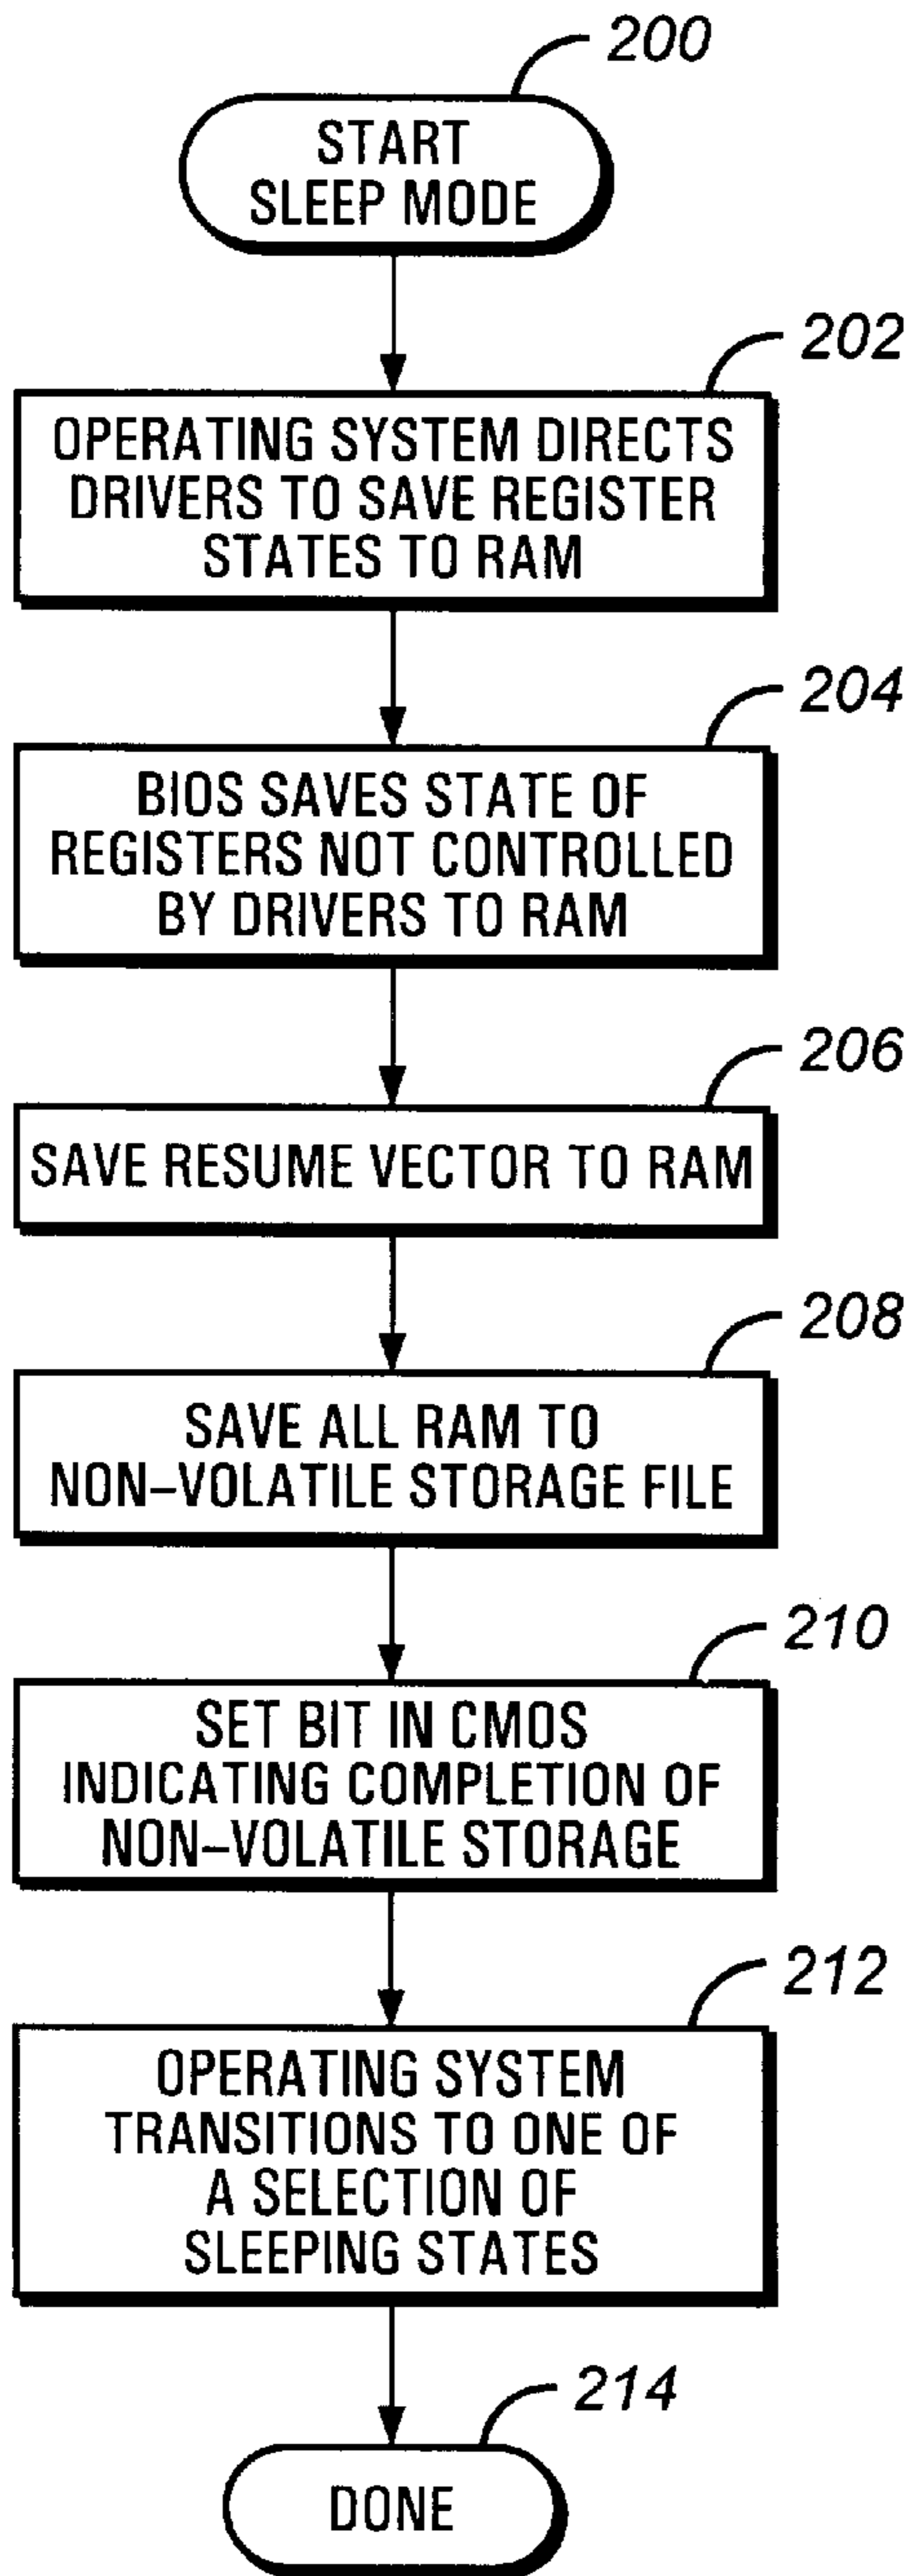 200
START
SLEEP MODE
202
OPERATING SYSTEM DIRECTS
DRIVERS TO SAVE REGISTER
STATES TO RAM
204
BIOS SAVES STATE OF
REGISTERS NOT CONTROLLED
BY DRIVERS TO RAM
206
SAVE RESUME VECTOR TO RAM
208
SAVE ALL RAM TO
NON-VOLATILE STORAGE FILE
210
SET BIT IN CMOS
INDICATING COMPLETION OF
NON-VOLATILE STORAGE
212
OPERATING SYSTEM
TRANSITIONS TO ONE OF
A SELECTION OF
SLEEPING STATES
214
DONE